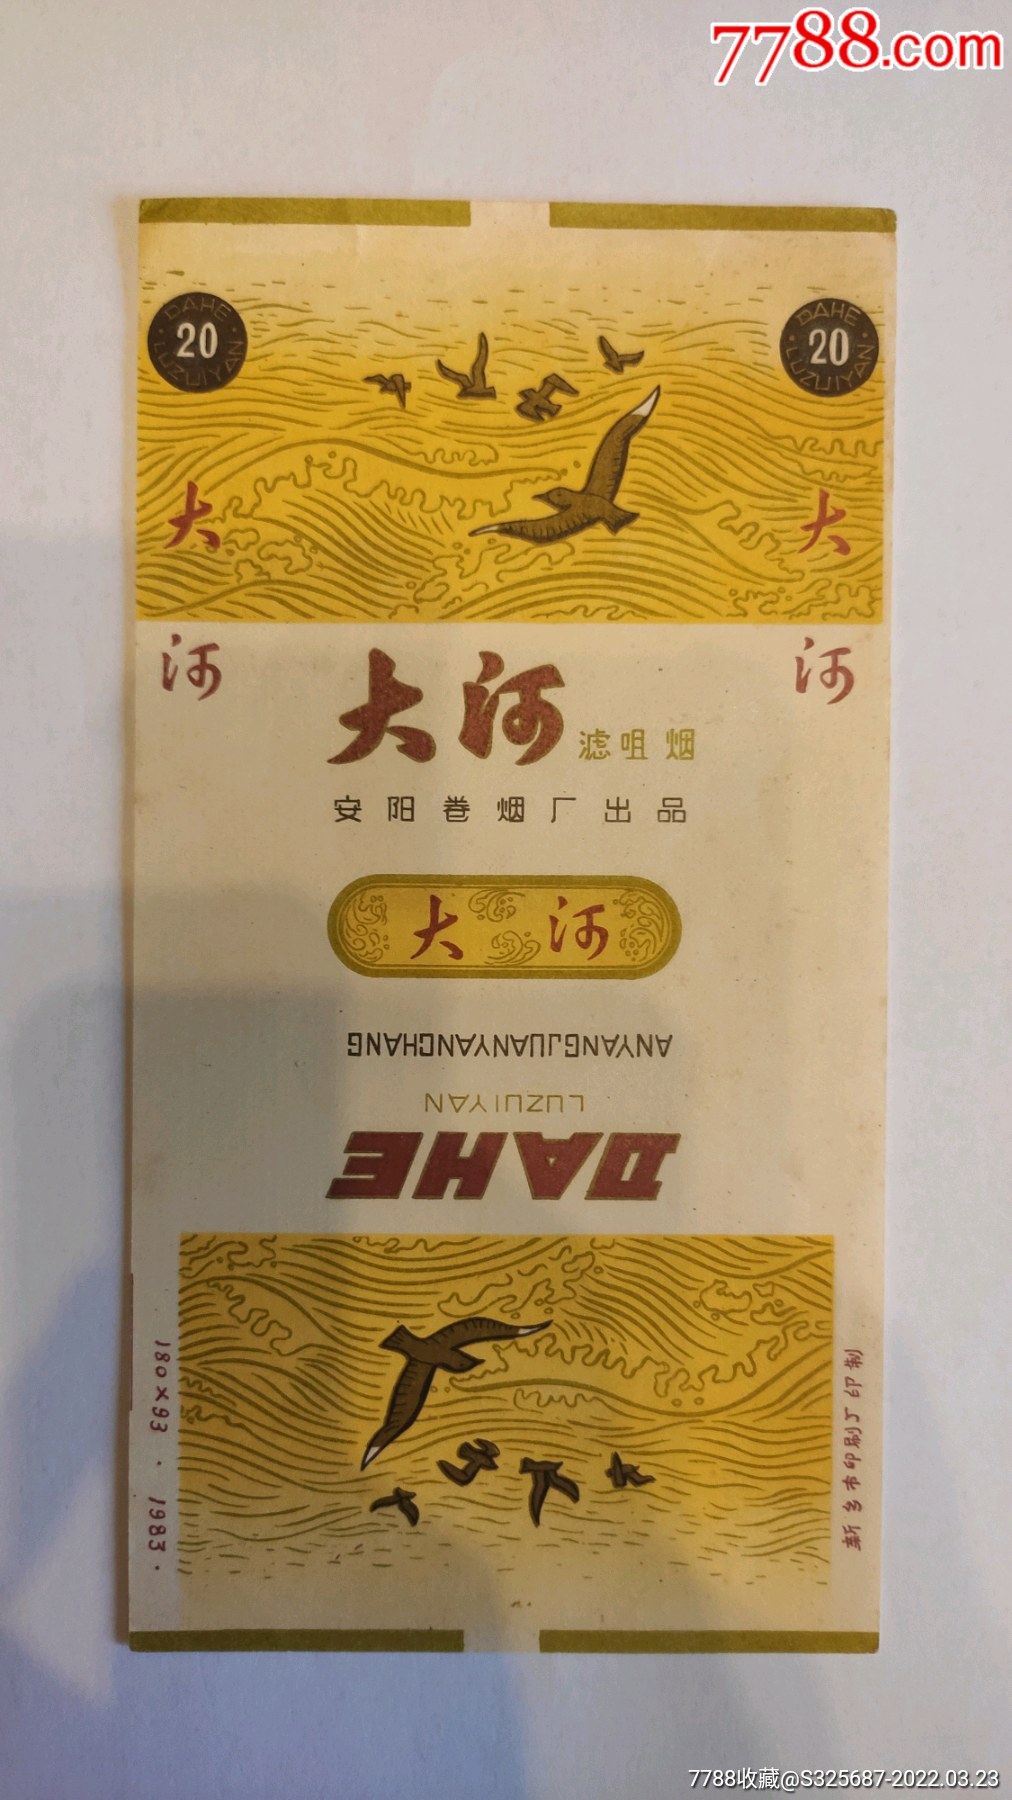 7788.com
DAHE
20
LUZUIYAN
DAHE
20
LUZUIYAN
大
大
河
河
大河 滤咀烟
安阳卷烟厂出品
大 河
ANYANGJUANYANCHANG
LUZUIYAN
DAHE
180×93 · 1983·
新乡市印刷厂印制
7788收藏@S325687-2022.03.23